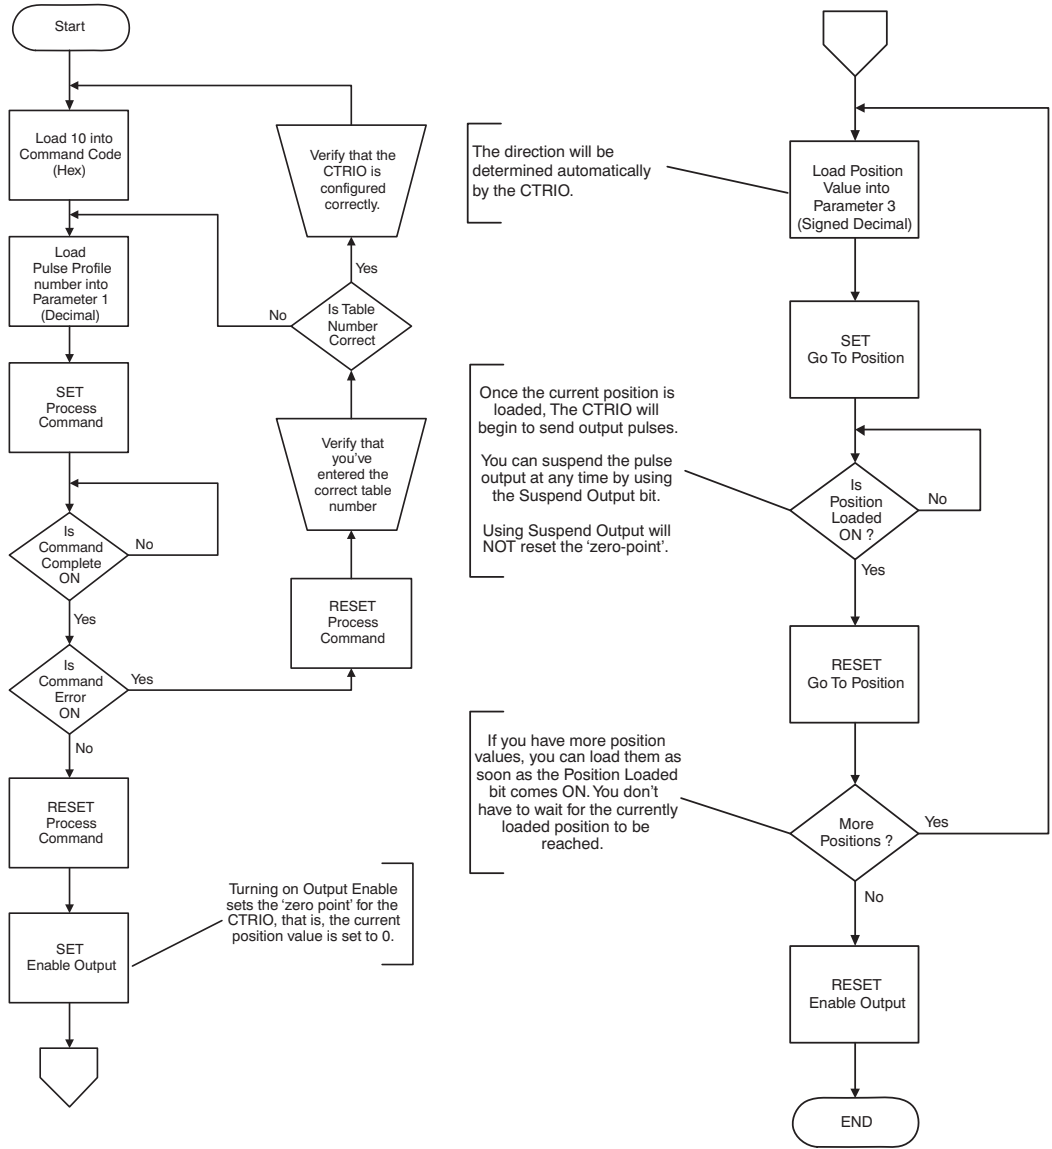 Start
Load 10 into
Command Code
(Hex)
Load
Pulse Profile
number into
Parameter 1
(Decimal)
SET
Process
Command
Is
Command
Complete
ON
No
Yes
Is
Command
Error
ON
Yes
No
RESET
Process
Command
SET
Enable Output
Turning on Output Enable
sets the ‘zero point’ for the
CTRIO, that is, the current
position value is set to 0.
Verify that the
CTRIO is
configured
correctly.
Yes
Is Table
Number
Correct
No
Verify that
you’ve
entered the
correct table
number
RESET
Process
Command
The direction will be
determined automatically
by the CTRIO.
Load Position
Value into
Parameter 3
(Signed Decimal)
SET
Go To Position
Once the current position is
loaded, The CTRIO will
begin to send output pulses.
You can suspend the pulse
output at any time by using
the Suspend Output bit.
Using Suspend Output will
NOT reset the ‘zero-point’.
Is
Position
Loaded
ON ?
No
Yes
RESET
Go To Position
If you have more position
values, you can load them as
soon as the Position Loaded
bit comes ON. You don’t
have to wait for the currently
loaded position to be
reached.
More
Positions ?
Yes
No
RESET
Enable Output
END